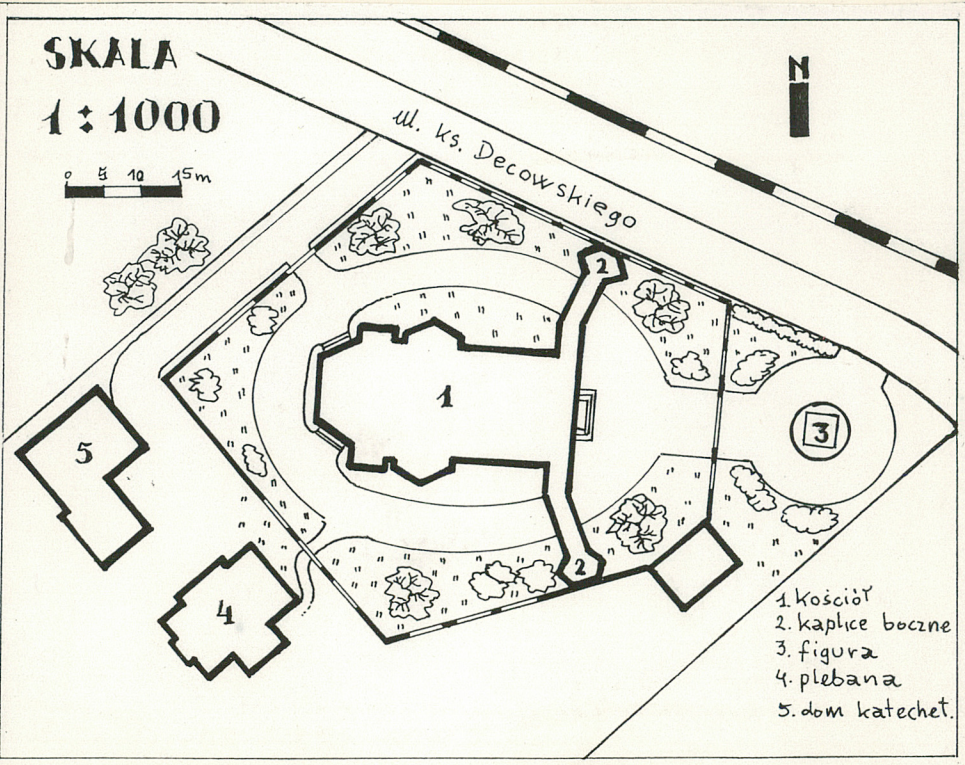 SKALA
1:1000
0 5 10 15m
N
ul. ks. Decowskiego
2
1
3
5
4
2
1. kościół
2. kaplice boczne
3. figura
4. plebana
5. dom katechet.